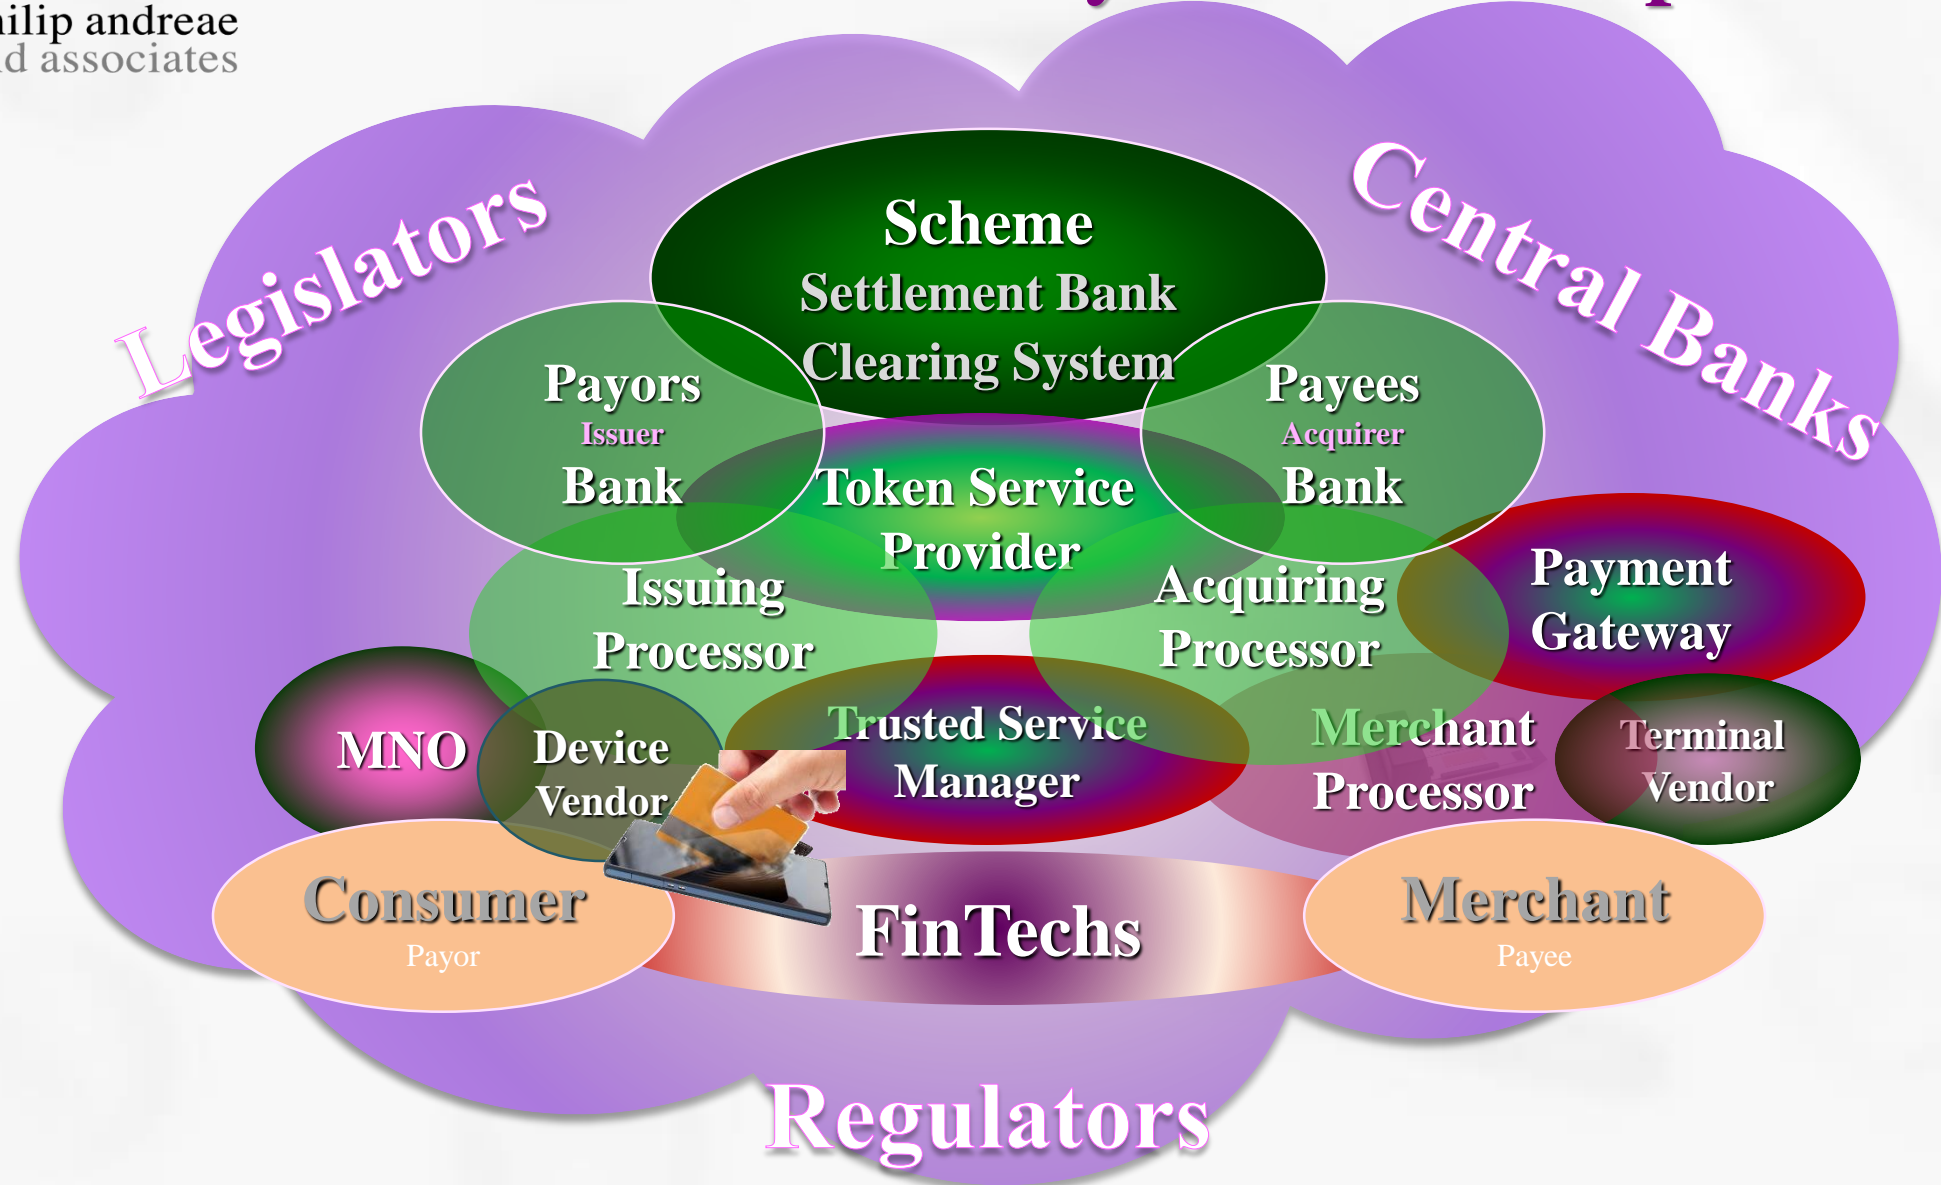 andreae
associates
Legislators
Central Banks
Scheme
Settlement Bank
Clearing System
Payors
Issuer
Bank
Payees
Acquirer
Bank
Token Service
Provider
Issuing
Processor
Acquiring
Processor
Payment
Gateway
MNO
Device
Vendor
Trusted Service
Manager
Merchant
Processor
Terminal
Vendor
Consumer
Payor
FinTechs
Merchant
Payee
Regulators